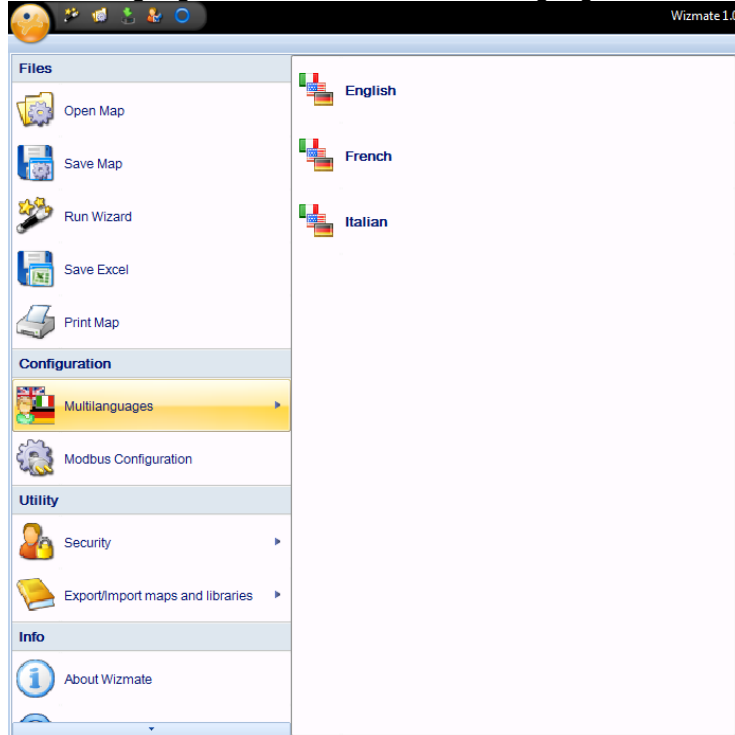 Wizmate 1.0
Files
Open Map
Save Map
Run Wizard
Save Excel
Print Map
Configuration
Multilanguages
Modbus Configuration
Utility
Security
Export/Import maps and libraries
Info
About Wizmate
English
French
Italian